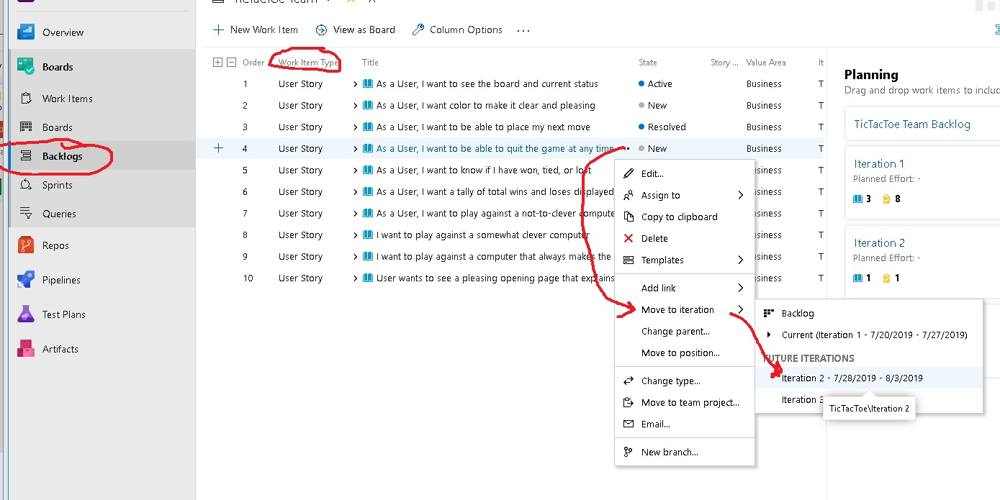 TicTacToe Team
Overview
New Work Item View as Board Column Options
Boards
Work Items
Boards
Backlogs
Sprints
Queries
Repos
Pipelines
Test Plans
Artifacts
Order Work Item Type Title State Story ... Value Area It
1 User Story As a User, I want to see the board and current status Active Business T
2 User Story As a User, I want color to make it clear and pleasing New Business T
3 User Story As a User, I want to be able to place my next move Resolved Business T
4 User Story As a User, I want to be able to quit the game at any time New Business T
5 User Story As a User, I want to know if I have won, tied, or lost siness T
6 User Story As a User, I want a tally of total wins and loses displayed siness T
7 User Story As a User, I want to play against a not-to-clever compute siness T
8 User Story I want to play against a somewhat clever computer siness T
9 User Story I want to play against a computer that always makes the siness T
10 User Story User wants to see a pleasing opening page that explains siness T
Edit...
Assign to
Copy to clipboard
Delete
Templates
Add link
Move to iteration
Change parent...
Move to position...
Change type...
Move to team project...
Email...
New branch...
Backlog
Current (Iteration 1 - 7/20/2019 - 7/27/2019)
FUTURE ITERATIONS
Iteration 2 - 7/28/2019 - 8/3/2019
Iteration 3
TicTacToe\Iteration 2
Planning
Drag and drop work items to includ
TicTacToe Team Backlog
Iteration 1
Planned Effort: -
3 8
Iteration 2
Planned Effort: -
1 1